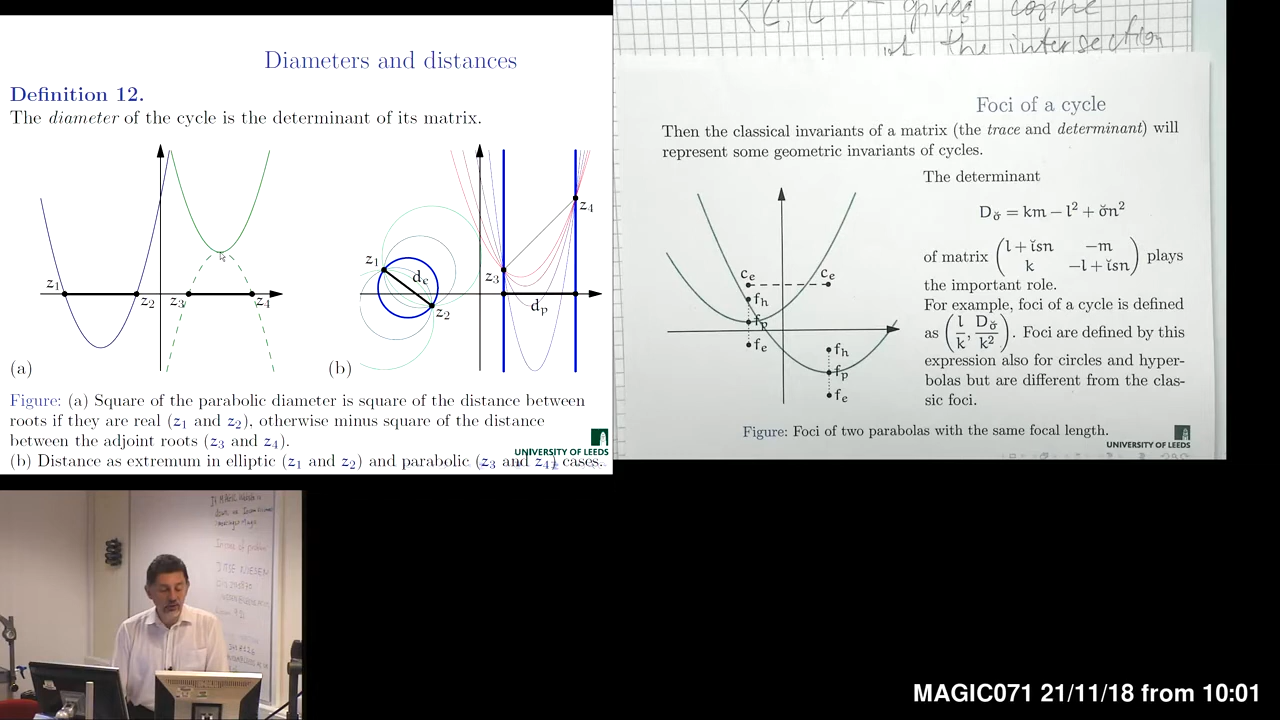 Diameters and distances
Definition 12.
The diameter of the cycle is the determinant of its matrix.
z₁
z₂
z₃
z₄
(a)
z₁
z₂
dₑ
z₃
z₄
dₚ
(b)
Figure: (a) Square of the parabolic diameter is square of the distance between
roots if they are real (z₁ and z₂), otherwise minus square of the distance
between the adjoint roots (z₃ and z₄).
UNIVERSITY OF LEEDS
(b) Distance as extremum in elliptic (z₁ and z₂) and parabolic (z₃ and z₄) cases.
gives cosine
of the intersection
Foci of a cycle
Then the classical invariants of a matrix (the trace and determinant) will
represent some geometric invariants of cycles.
The determinant
D_σ̆ = km − l² + σ̆n²
of matrix (l + ĭsn −m
k −l + ĭsn) plays
the important role.
For example, foci of a cycle is defined
as (l/k, D_σ̆/k²). Foci are defined by this
expression also for circles and hyper-
bolas but are different from the clas-
sic foci.
cₑ
cₑ
fₕ
fₚ
fₑ
fₕ
fₚ
fₑ
Figure: Foci of two parabolas with the same focal length.
UNIVERSITY OF LEEDS
MAGIC071 21/11/18 from 10:01